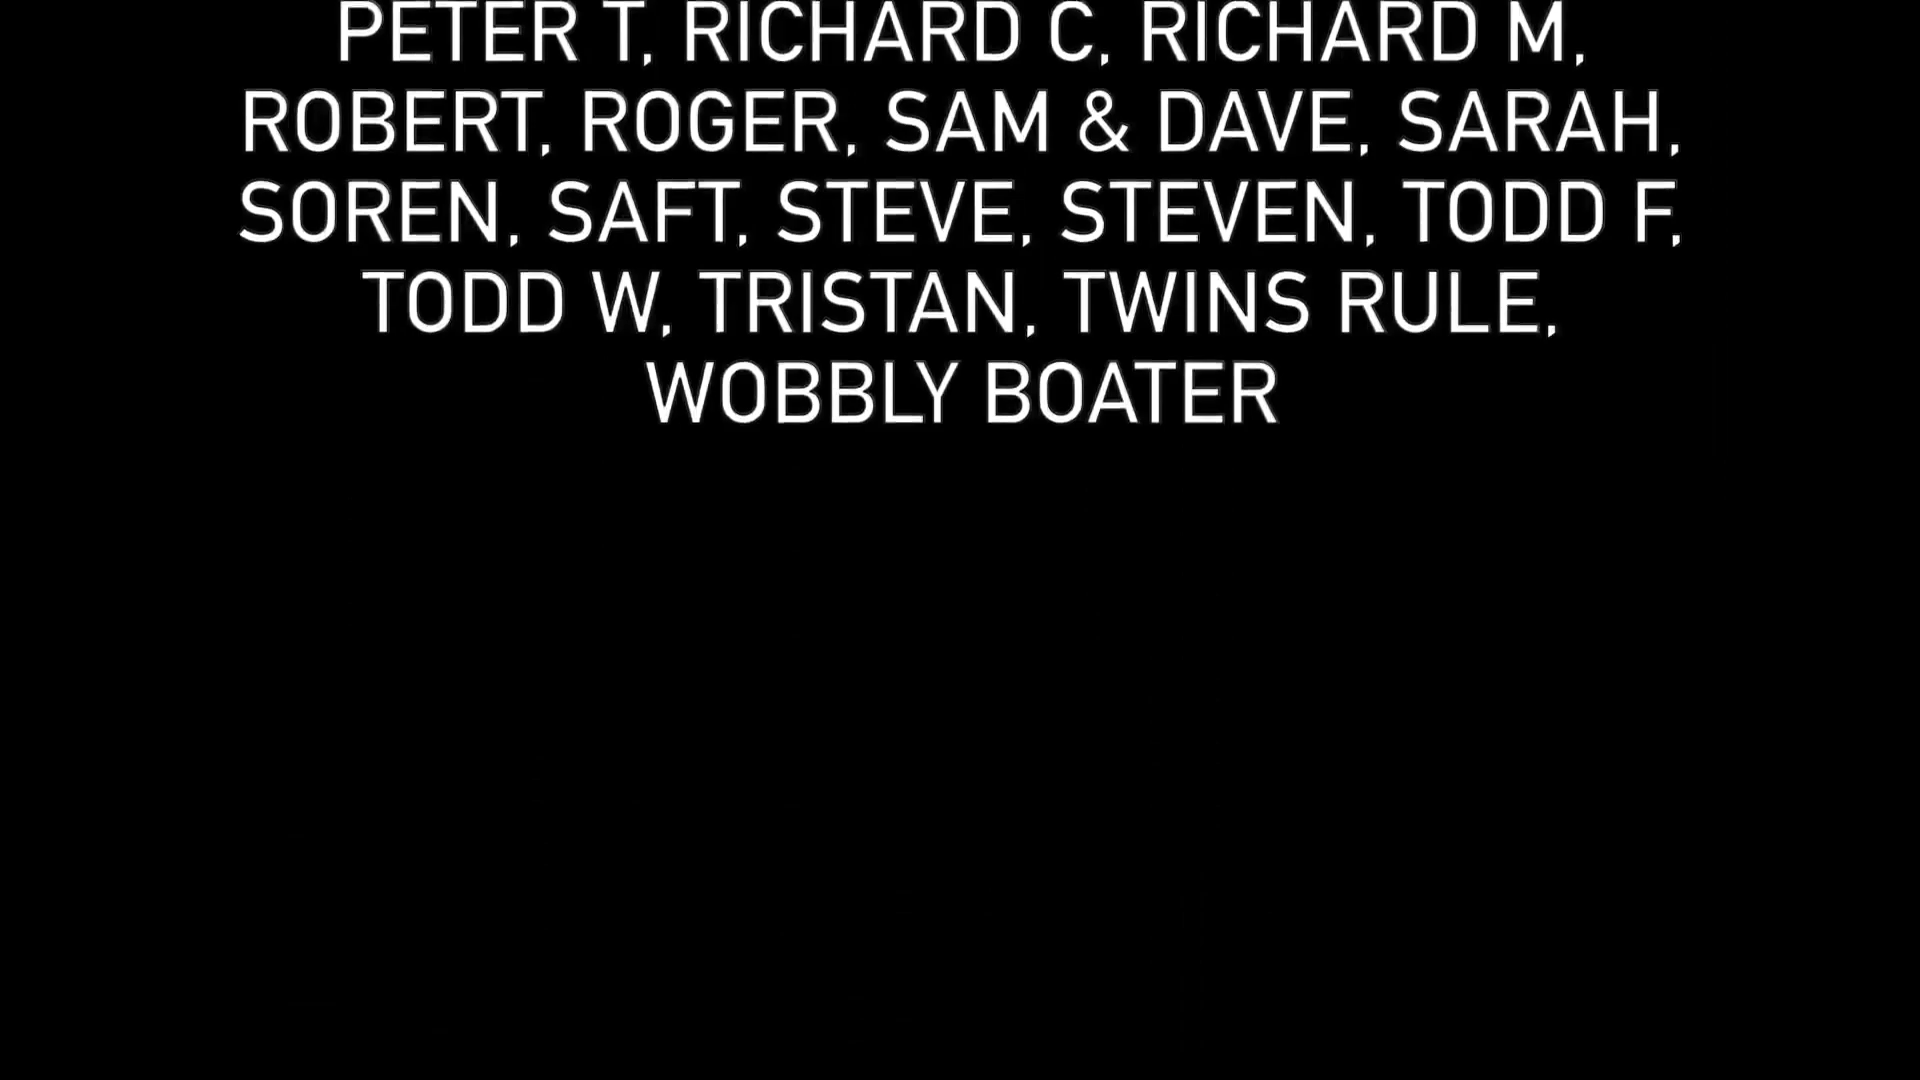 PETER T, RICHARD C, RICHARD M,
ROBERT, ROGER, SAM & DAVE, SARAH,
SOREN, SAFT, STEVE, STEVEN, TODD F,
TODD W, TRISTAN, TWINS RULE,
WOBBLY BOATER